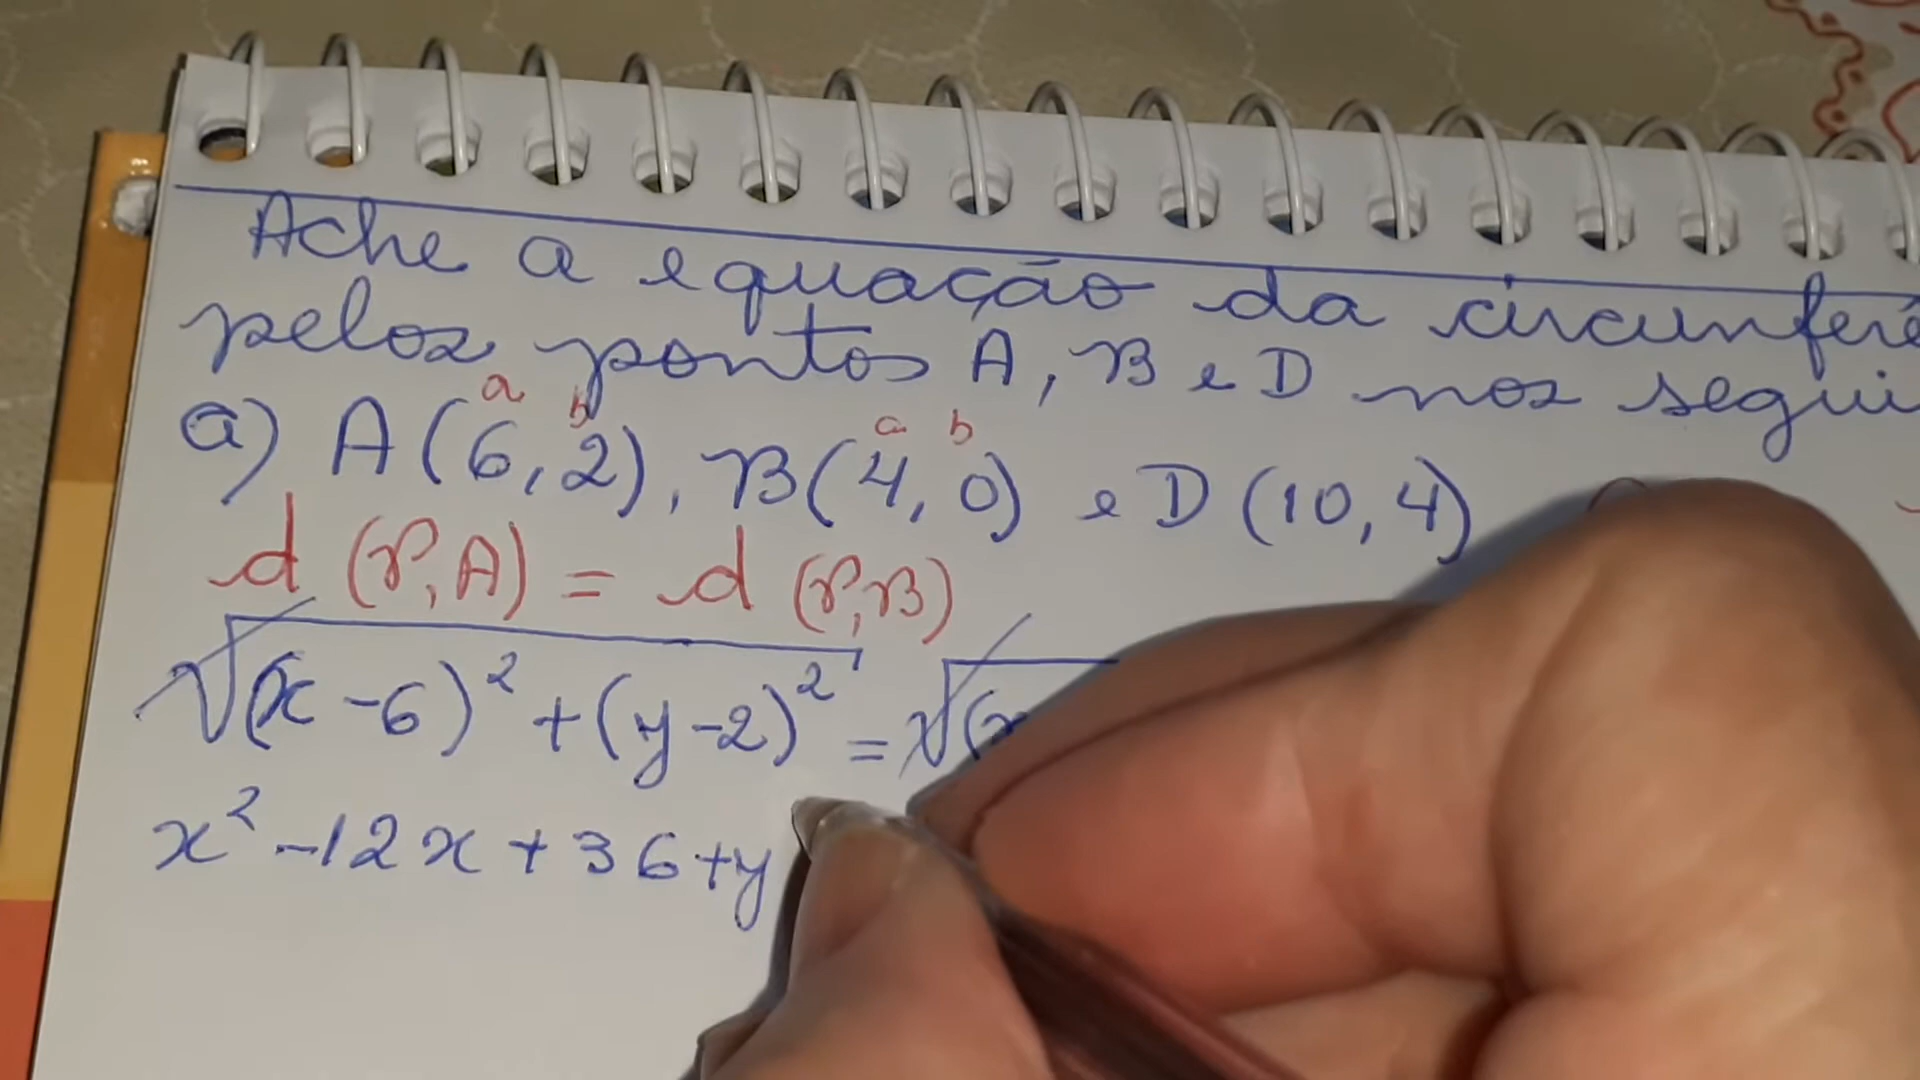 Ache a equação da circunferê
pelos pontos A, B e D nos segui
a b a b
a) A(6,2), B(4,0) e D(10,4)
d (P,A) = d (P,B)
√(x-6)² + (y-2)² = √(x
x² -12x + 36 + y